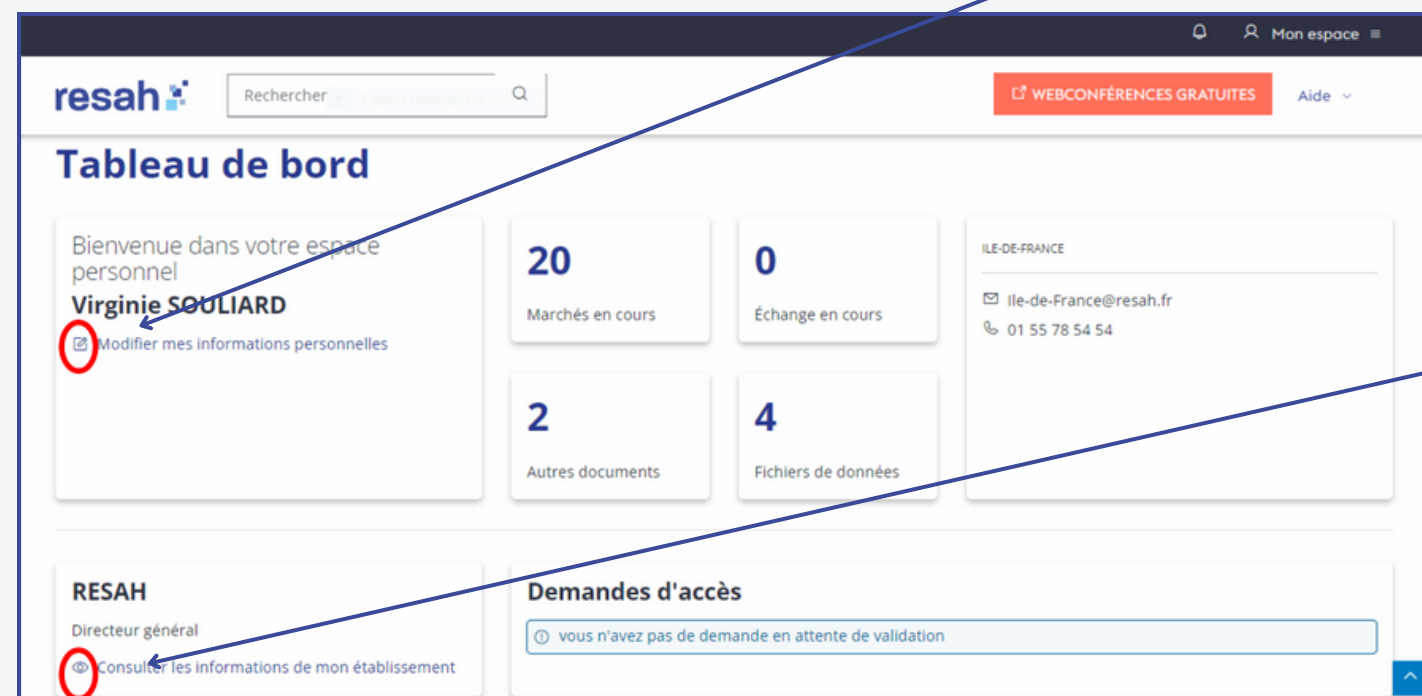 Mon espace
resah
Rechercher
WEBCONFÉRENCES GRATUITES
Aide
Tableau de bord
Bienvenue dans votre espace
personnel
Virginie SOULIARD
Modifier mes informations personnelles
20
Marchés en cours
0
Échange en cours
2
Autres documents
4
Fichiers de données
ILE-DE-FRANCE
Ile-de-France@resah.fr
01 55 78 54 54
RESAH
Directeur général
Consulter les informations de mon établissement
Demandes d'accès
vous n'avez pas de demande en attente de validation